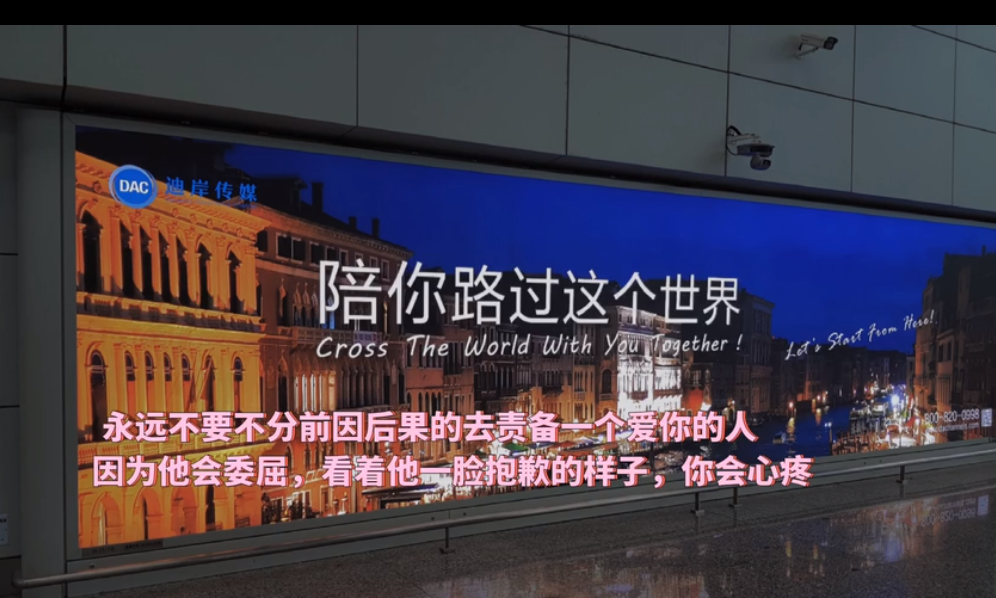 DAC 迪岸传媒
陪你路过这个世界
Cross The World With You Together !
Let's Start From Here!
永远不要不分前因后果的去责备一个爱你的人
因为他会委屈，看着他一脸抱歉的样子，你会心疼
800-820-0998